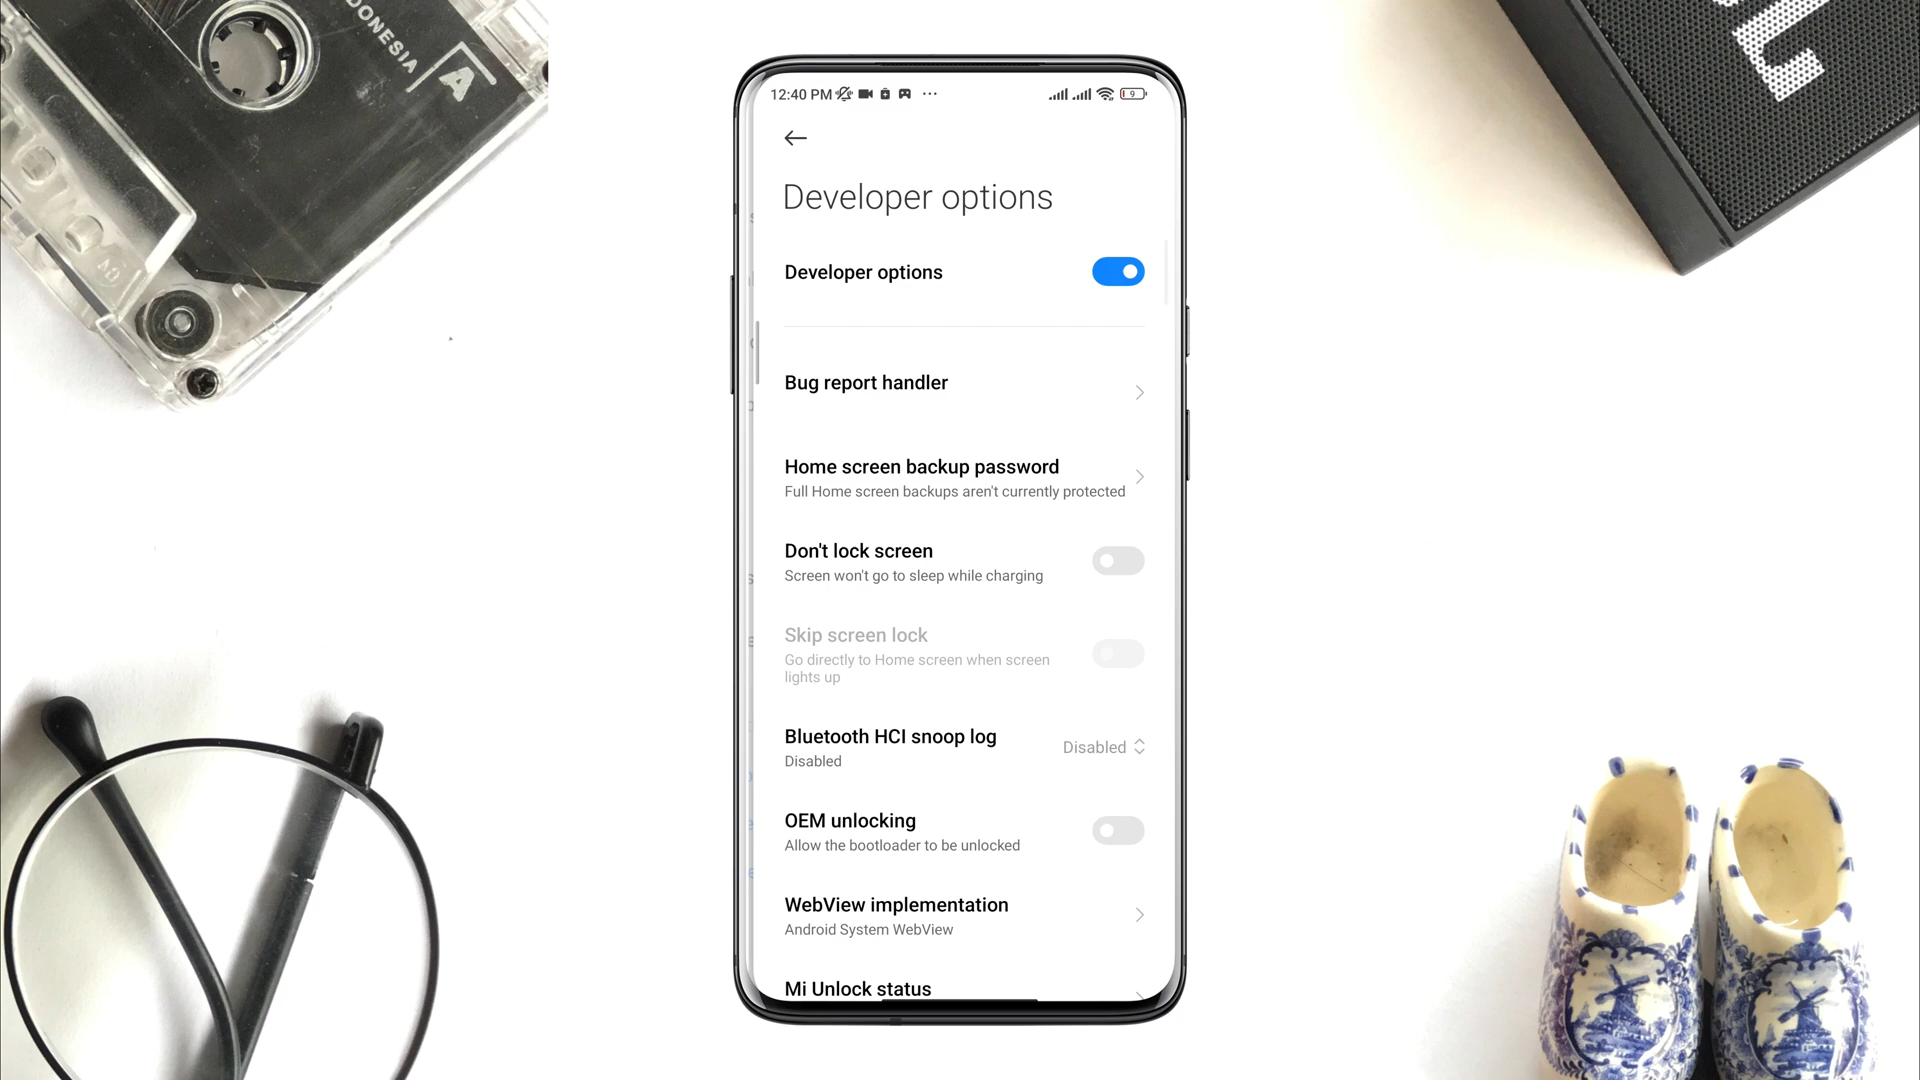 DONESIA
A
12:40 PM
9
Developer options
Developer options
Bug report handler
Home screen backup password
Full Home screen backups aren't currently protected
Don't lock screen
Screen won't go to sleep while charging
Skip screen lock
Go directly to Home screen when screen
lights up
Bluetooth HCI snoop log
Disabled
Disabled
OEM unlocking
Allow the bootloader to be unlocked
WebView implementation
Android System WebView
Mi Unlock status